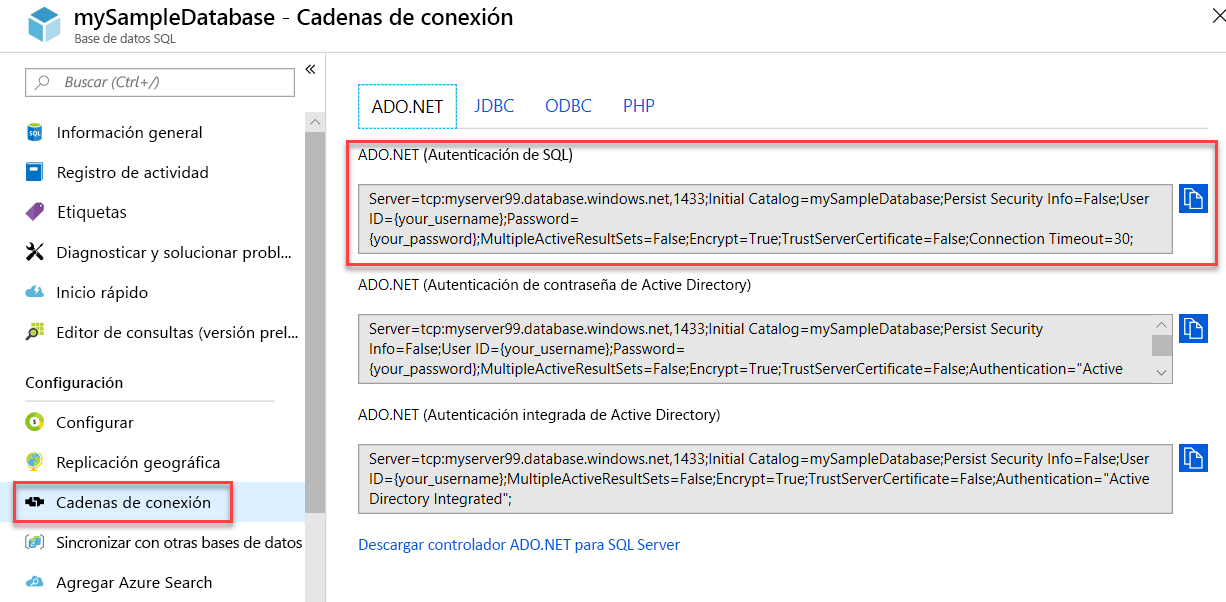 mySampleDatabase - Cadenas de conexión
Base de datos SQL
Buscar (Ctrl+/)
Información general
Registro de actividad
Etiquetas
Diagnosticar y solucionar probl...
Inicio rápido
Editor de consultas (versión prel...
Configuración
Configurar
Replicación geográfica
Cadenas de conexión
Sincronizar con otras bases de datos
Agregar Azure Search
ADO.NET JDBC ODBC PHP
ADO.NET (Autenticación de SQL)
Server=tcp:myserver99.database.windows.net,1433;Initial Catalog=mySampleDatabase;Persist Security Info=False;User
ID={your_username};Password=
{your_password};MultipleActiveResultSets=False;Encrypt=True;TrustServerCertificate=False;Connection Timeout=30;
ADO.NET (Autenticación de contraseña de Active Directory)
Server=tcp:myserver99.database.windows.net,1433;Initial Catalog=mySampleDatabase;Persist Security
Info=False;User ID={your_username};Password=
{your_password};MultipleActiveResultSets=False;Encrypt=True;TrustServerCertificate=False;Authentication="Active
ADO.NET (Autenticación integrada de Active Directory)
Server=tcp:myserver99.database.windows.net,1433;Initial Catalog=mySampleDatabase;Persist Security Info=False;User
ID={your_username};MultipleActiveResultSets=False;Encrypt=True;TrustServerCertificate=False;Authentication="Active
Directory Integrated";
Descargar controlador ADO.NET para SQL Server